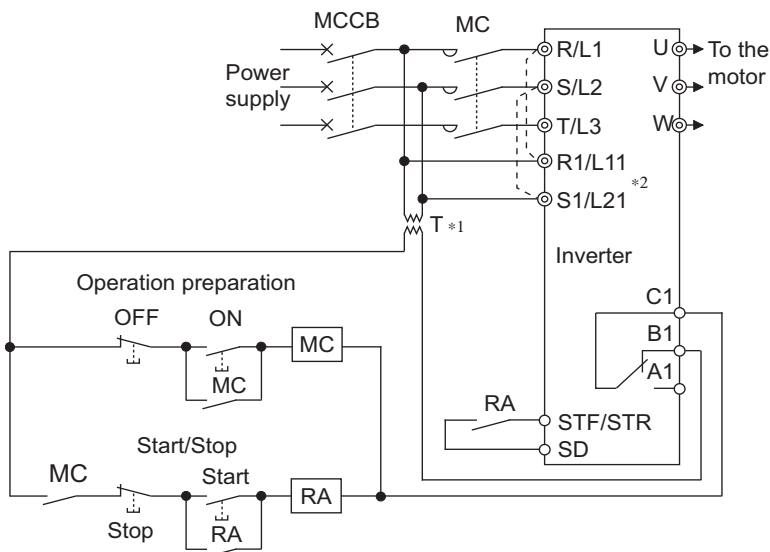 MCCB
MC
R/L1
U
To the
motor
Power
supply
S/L2
V
T/L3
W
R1/L11
*2
S1/L21
T *1
Inverter
Operation preparation
C1
OFF
ON
B1
MC
A1
MC
RA
STF/STR
Start/Stop
SD
MC
Start
RA
Stop
RA